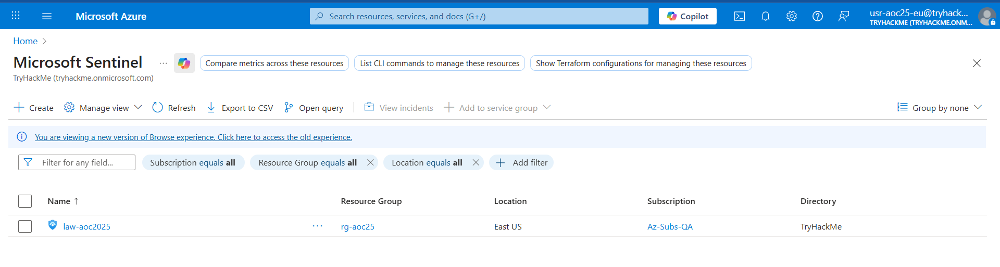 Microsoft Azure
Search resources, services, and docs (G+/)
Copilot
usr-aoc25-eu@tryhack...
TRYHACKME (TRYHACKME.ONM...
Home
Microsoft Sentinel
...
Compare metrics across these resources
List CLI commands to manage these resources
Show Terraform configurations for managing these resources
TryHackMe (tryhackme.onmicrosoft.com)
Create
Manage view
Refresh
Export to CSV
Open query
View incidents
Add to service group
Group by none
You are viewing a new version of Browse experience. Click here to access the old experience.
Filter for any field...
Subscription equals all
Resource Group equals all
Location equals all
Add filter
Name ↑
Resource Group
Location
Subscription
Directory
law-aoc2025
...
rg-aoc25
East US
Az-Subs-QA
TryHackMe